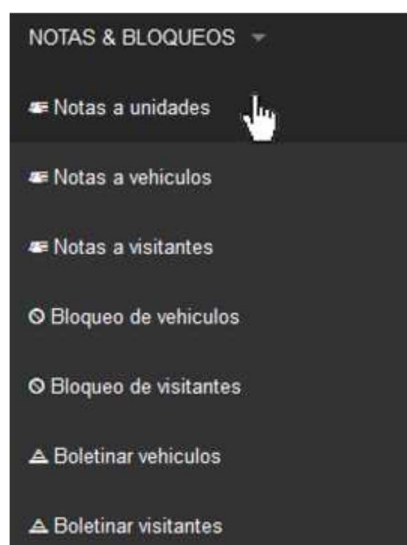 NOTAS & BLOQUEOS
Notas a unidades
Notas a vehiculos
Notas a visitantes
Bloqueo de vehiculos
Bloqueo de visitantes
Boletinar vehiculos
Boletinar visitantes